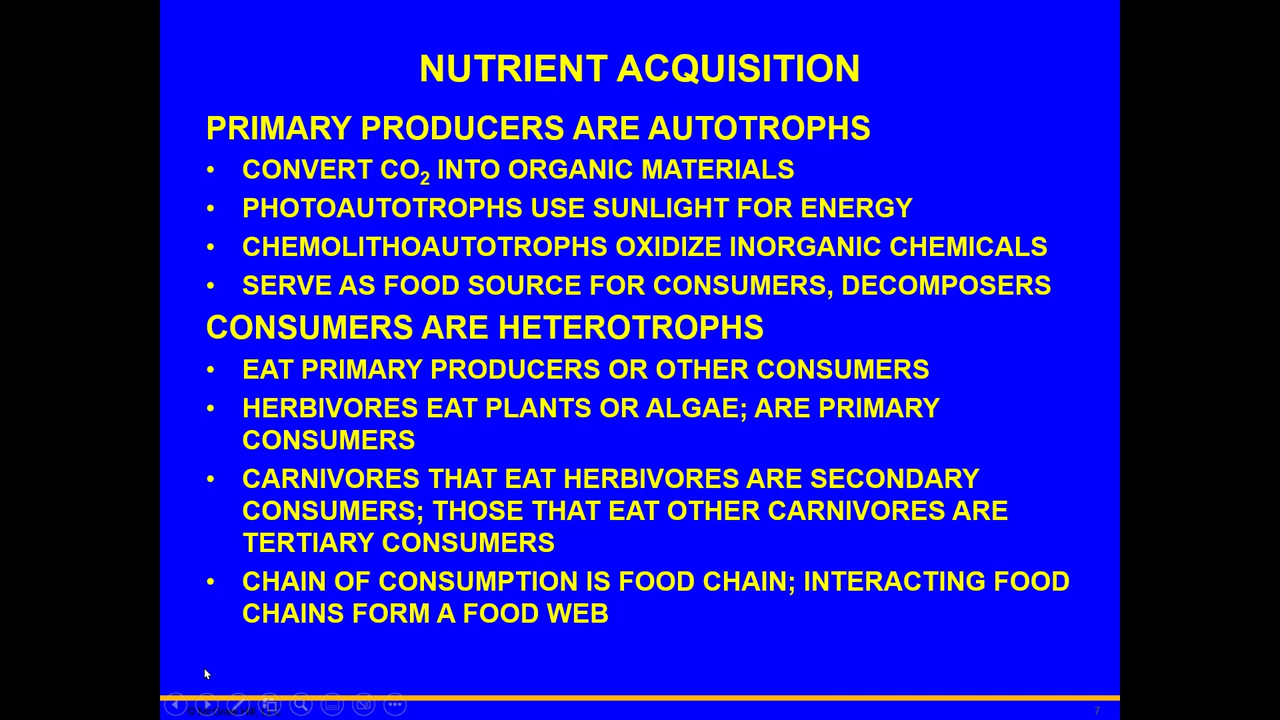 NUTRIENT ACQUISITION
PRIMARY PRODUCERS ARE AUTOTROPHS
• CONVERT CO₂ INTO ORGANIC MATERIALS
• PHOTOAUTOTROPHS USE SUNLIGHT FOR ENERGY
• CHEMOLITHOAUTOTROPHS OXIDIZE INORGANIC CHEMICALS
• SERVE AS FOOD SOURCE FOR CONSUMERS, DECOMPOSERS
CONSUMERS ARE HETEROTROPHS
• EAT PRIMARY PRODUCERS OR OTHER CONSUMERS
• HERBIVORES EAT PLANTS OR ALGAE; ARE PRIMARY
CONSUMERS
• CARNIVORES THAT EAT HERBIVORES ARE SECONDARY
CONSUMERS; THOSE THAT EAT OTHER CARNIVORES ARE
TERTIARY CONSUMERS
• CHAIN OF CONSUMPTION IS FOOD CHAIN; INTERACTING FOOD
CHAINS FORM A FOOD WEB
7